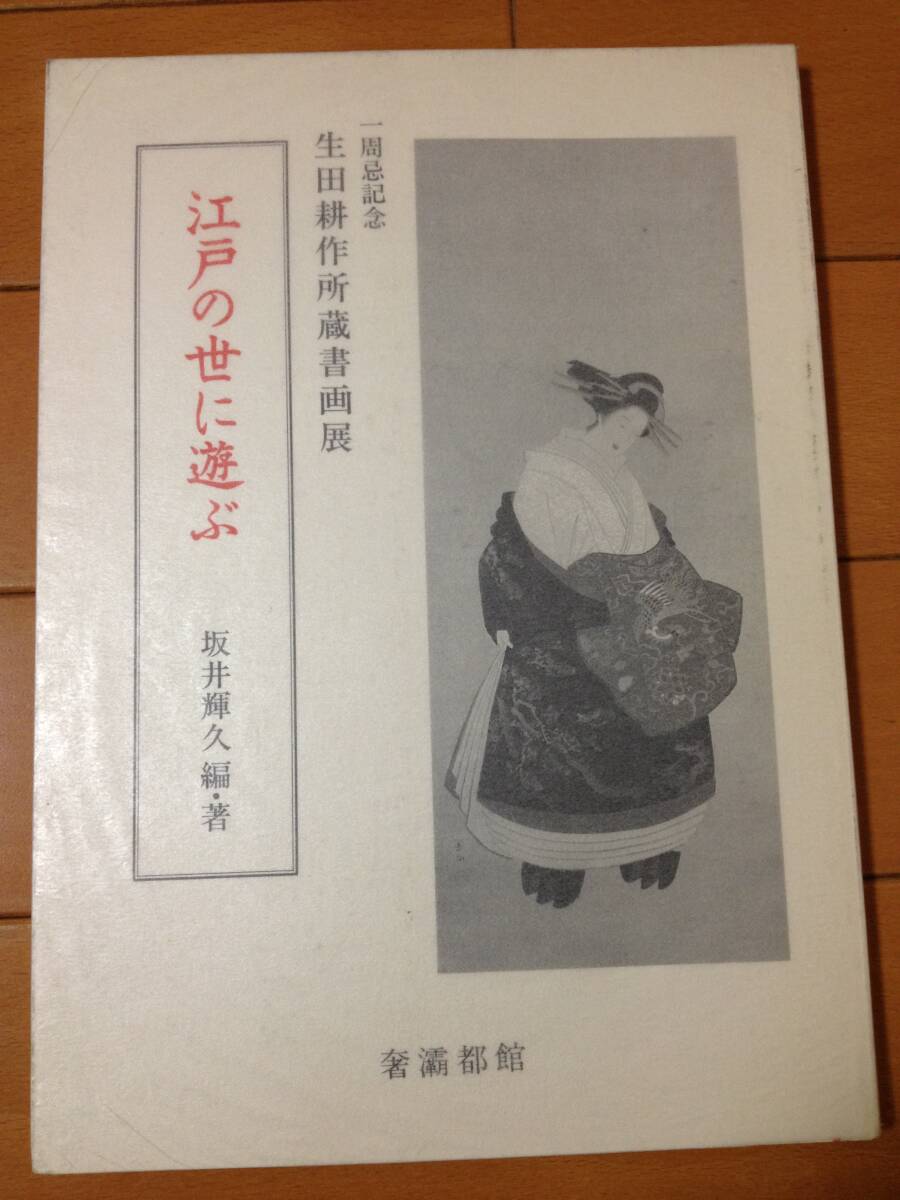 一周忌記念
生田耕作所蔵書画展
江戸の世に遊ぶ
坂井輝久 編・著
奢灞都館